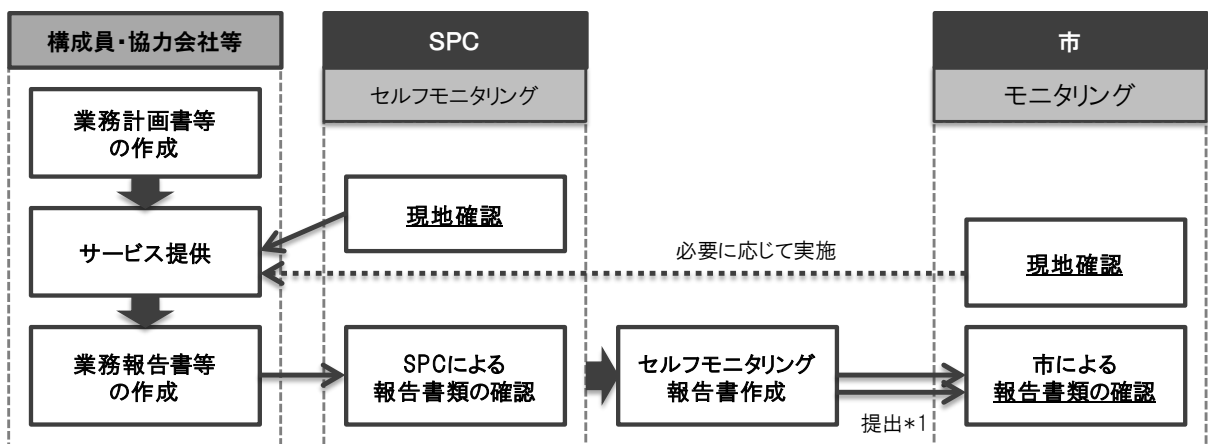 構成員・協力会社等
SPC
市
セルフモニタリング
モニタリング
業務計画書等
の作成
現地確認
サービス提供
必要に応じて実施
現地確認
業務報告書等
の作成
SPCによる
報告書類の確認
セルフモニタリング
報告書作成
市による
報告書類の確認
提出*1